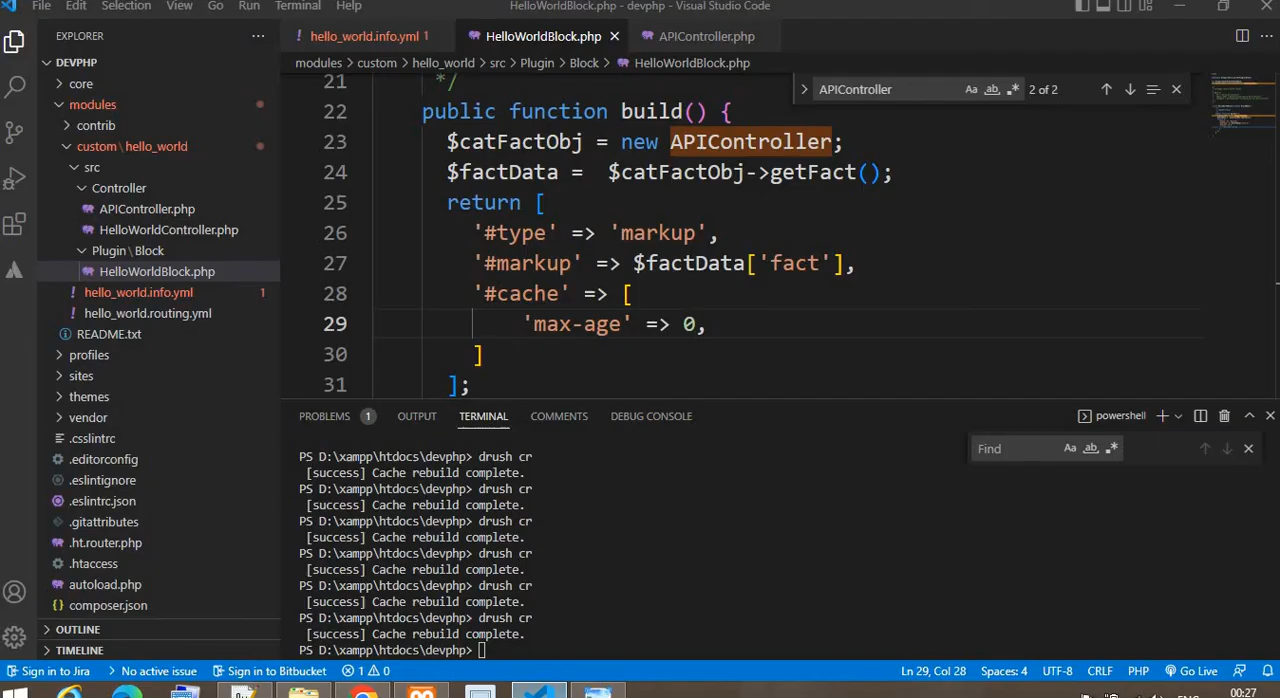 File Edit Selection View Go Run Terminal Help HelloWorldBlock.php - devphp - Visual Studio Code
EXPLORER
hello_world.info.yml 1 HelloWorldBlock.php APIController.php
DEVPHP
modules > custom > hello_world > src > Plugin > Block > HelloWorldBlock.php
core
modules
contrib
custom\hello_world
src
Controller
APIController.php
HelloWorldController.php
Plugin\Block
HelloWorldBlock.php
hello_world.info.yml 1
hello_world.routing.yml
README.txt
profiles
sites
themes
vendor
.csslintrc
.editorconfig
.eslintignore
.eslintrc.json
.gitattributes
.ht.router.php
.htaccess
autoload.php
composer.json
OUTLINE
TIMELINE
APIController Aa ab 2 of 2
21 */
22 public function build() {
23 $catFactObj = new APIController;
24 $factData = $catFactObj->getFact();
25 return [
26 '#type' => 'markup',
27 '#markup' => $factData['fact'],
28 '#cache' => [
29 'max-age' => 0,
30 ]
31 ];
PROBLEMS 1 OUTPUT TERMINAL COMMENTS DEBUG CONSOLE powershell
Find Aa ab
PS D:\xampp\htdocs\devphp> drush cr
[success] Cache rebuild complete.
PS D:\xampp\htdocs\devphp> drush cr
[success] Cache rebuild complete.
PS D:\xampp\htdocs\devphp> drush cr
[success] Cache rebuild complete.
PS D:\xampp\htdocs\devphp> drush cr
[success] Cache rebuild complete.
PS D:\xampp\htdocs\devphp> drush cr
[success] Cache rebuild complete.
PS D:\xampp\htdocs\devphp> drush cr
[success] Cache rebuild complete.
PS D:\xampp\htdocs\devphp>
Sign in to Jira No active issue Sign in to Bitbucket 1 0 Ln 29, Col 28 Spaces: 4 UTF-8 CRLF PHP Go Live
00:27